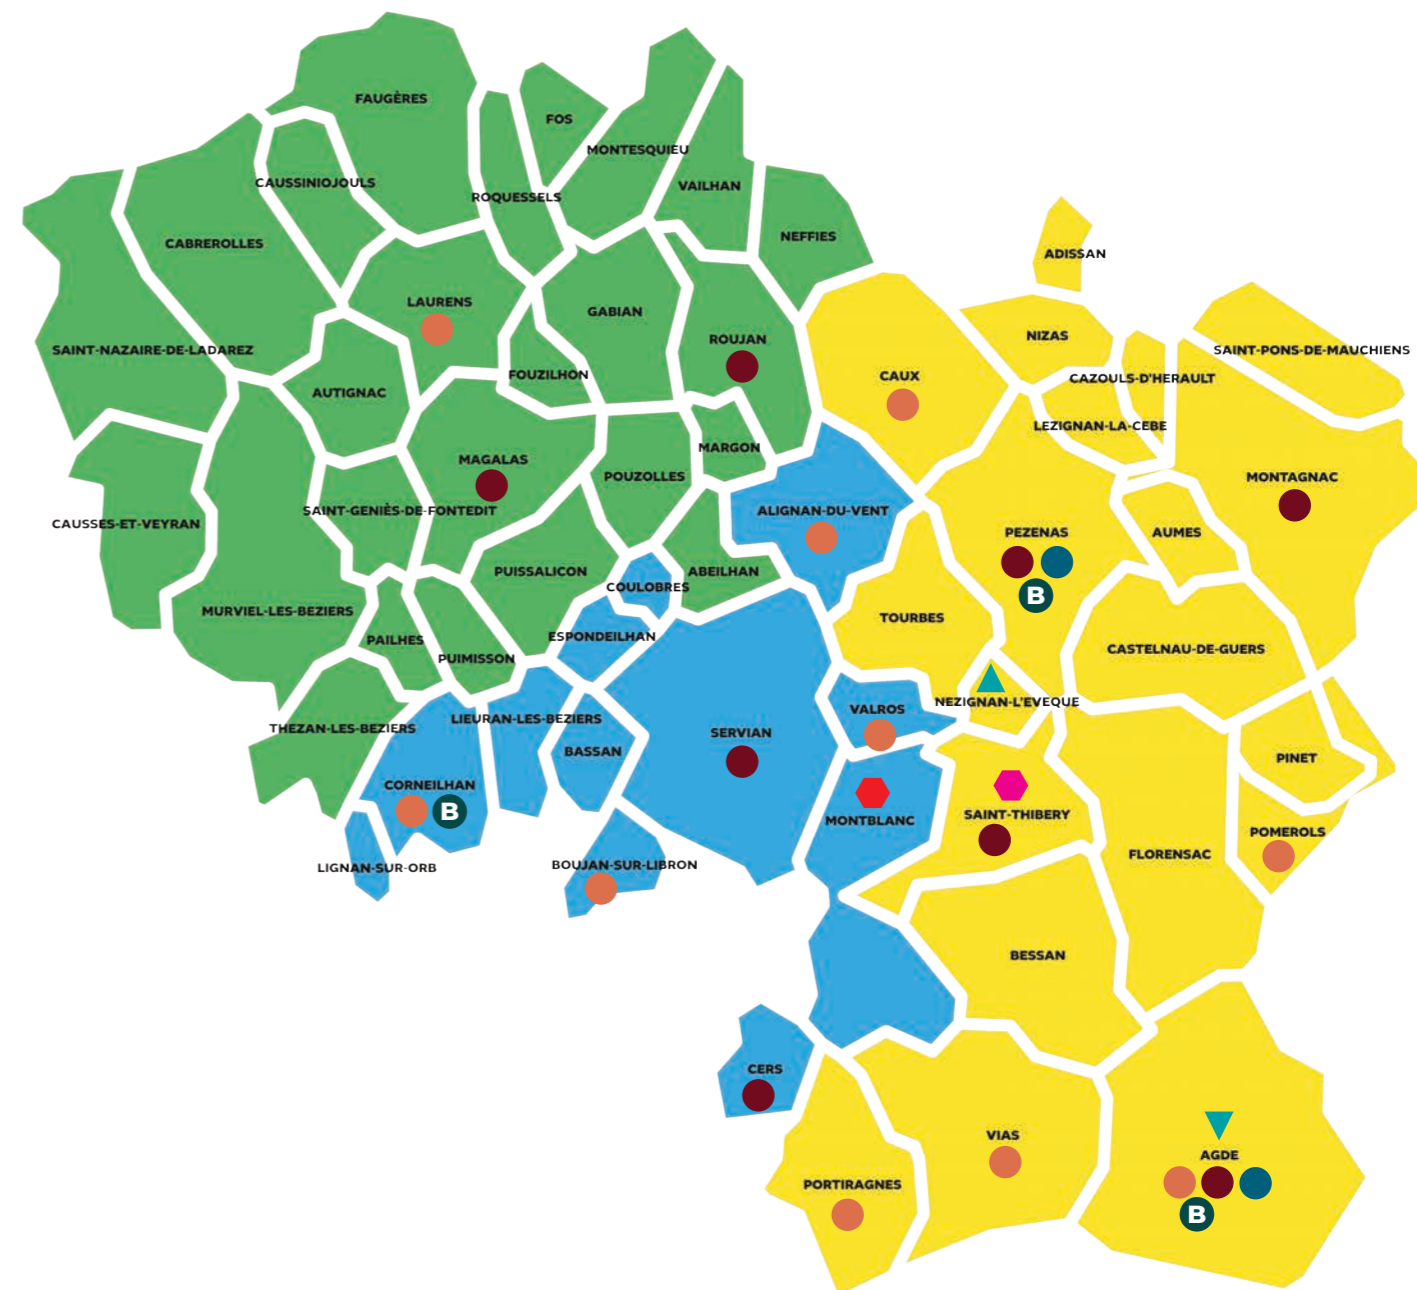 FAUGÈRES
FOS
MONTESQUIEU
CAUSSINIOJOULS
VAILHAN
ROQUESSELS
NEFFIES
CABREROLLES
ADISSAN
LAURENS
GABIAN
NIZAS
ROUJAN
SAINT-NAZAIRE-DE-LADAREZ
SAINT-PONS-DE-MAUCHIENS
FOUZILHON
CAUX
CAZOULS-D'HERAULT
AUTIGNAC
LEZIGNAN-LA-CEBE
MARGON
MAGALAS
POUZOLLES
MONTAGNAC
SAINT-GENIÈS-DE-FONTEDIT
ALIGNAN-DU-VENT
CAUSSES-ET-VEYRAN
PEZENAS
B
AUMES
PUISSALICON
ABEILHAN
COULOBRES
MURVIEL-LES-BEZIERS
TOURBES
ESPONDEILHAN
PAILHES
CASTELNAU-DE-GUERS
PUIMISSON
NEZIGNAN-L'EVEQUE
VALROS
LIEURAN-LES-BEZIERS
THEZAN-LES-BEZIERS
SERVIAN
BASSAN
PINET
CORNEILHAN
B
SAINT-THIBERY
MONTBLANC
POMEROLS
FLORENSAC
BOUJAN-SUR-LIBRON
LIGNAN-SUR-ORB
BESSAN
CERS
VIAS
AGDE
B
PORTIRAGNES